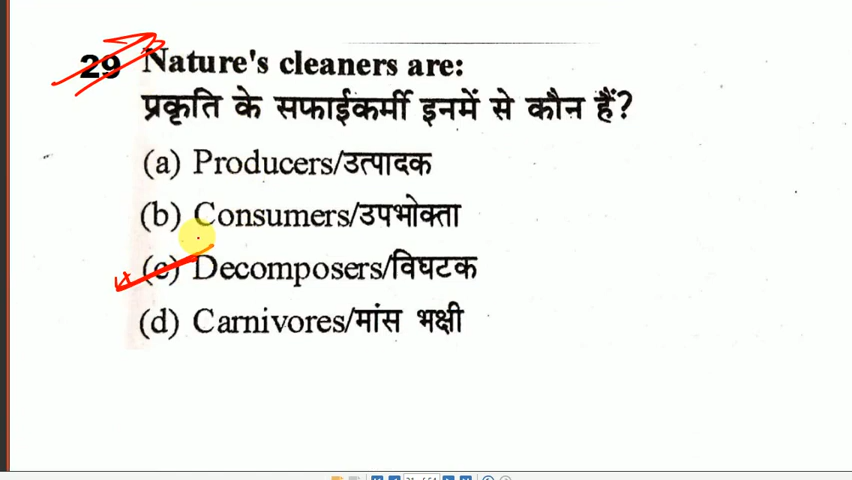 29 Nature's cleaners are:
प्रकृति के सफाईकर्मी इनमें से कौन हैं?
(a) Producers/उत्पादक
(b) Consumers/उपभोक्ता
(c) Decomposers/विघटक
(d) Carnivores/मांस भक्षी